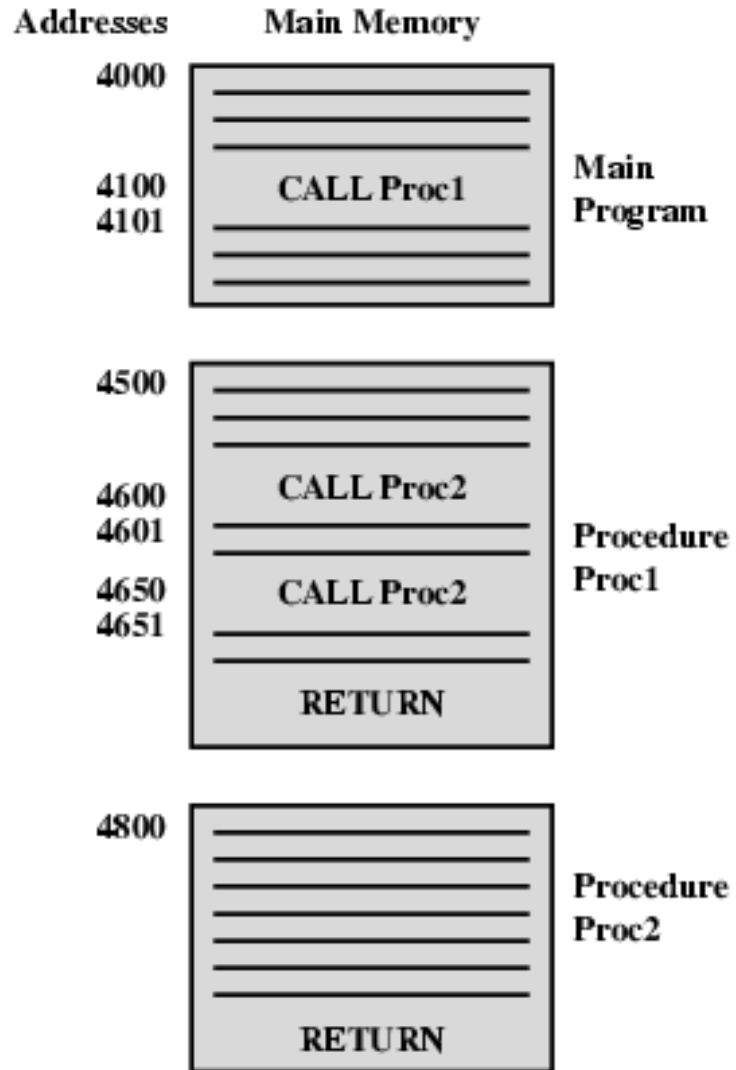 Addresses Main Memory
4000
4100 CALL Proc1
4101
Main
Program
4500
CALL Proc2
4600
4601
4650 CALL Proc2
4651
Procedure
Proc1
RETURN
4800
Procedure
Proc2
RETURN